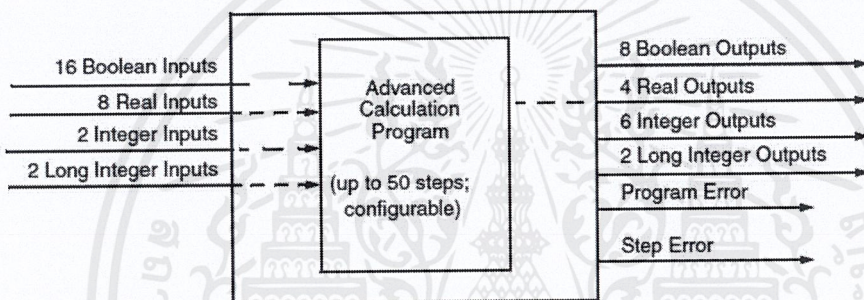 16 Boolean Inputs
8 Real Inputs
2 Integer Inputs
2 Long Integer Inputs
Advanced
Calculation
Program
(up to 50 steps;
configurable)
8 Boolean Outputs
4 Real Outputs
6 Integer Outputs
2 Long Integer Outputs
Program Error
Step Error